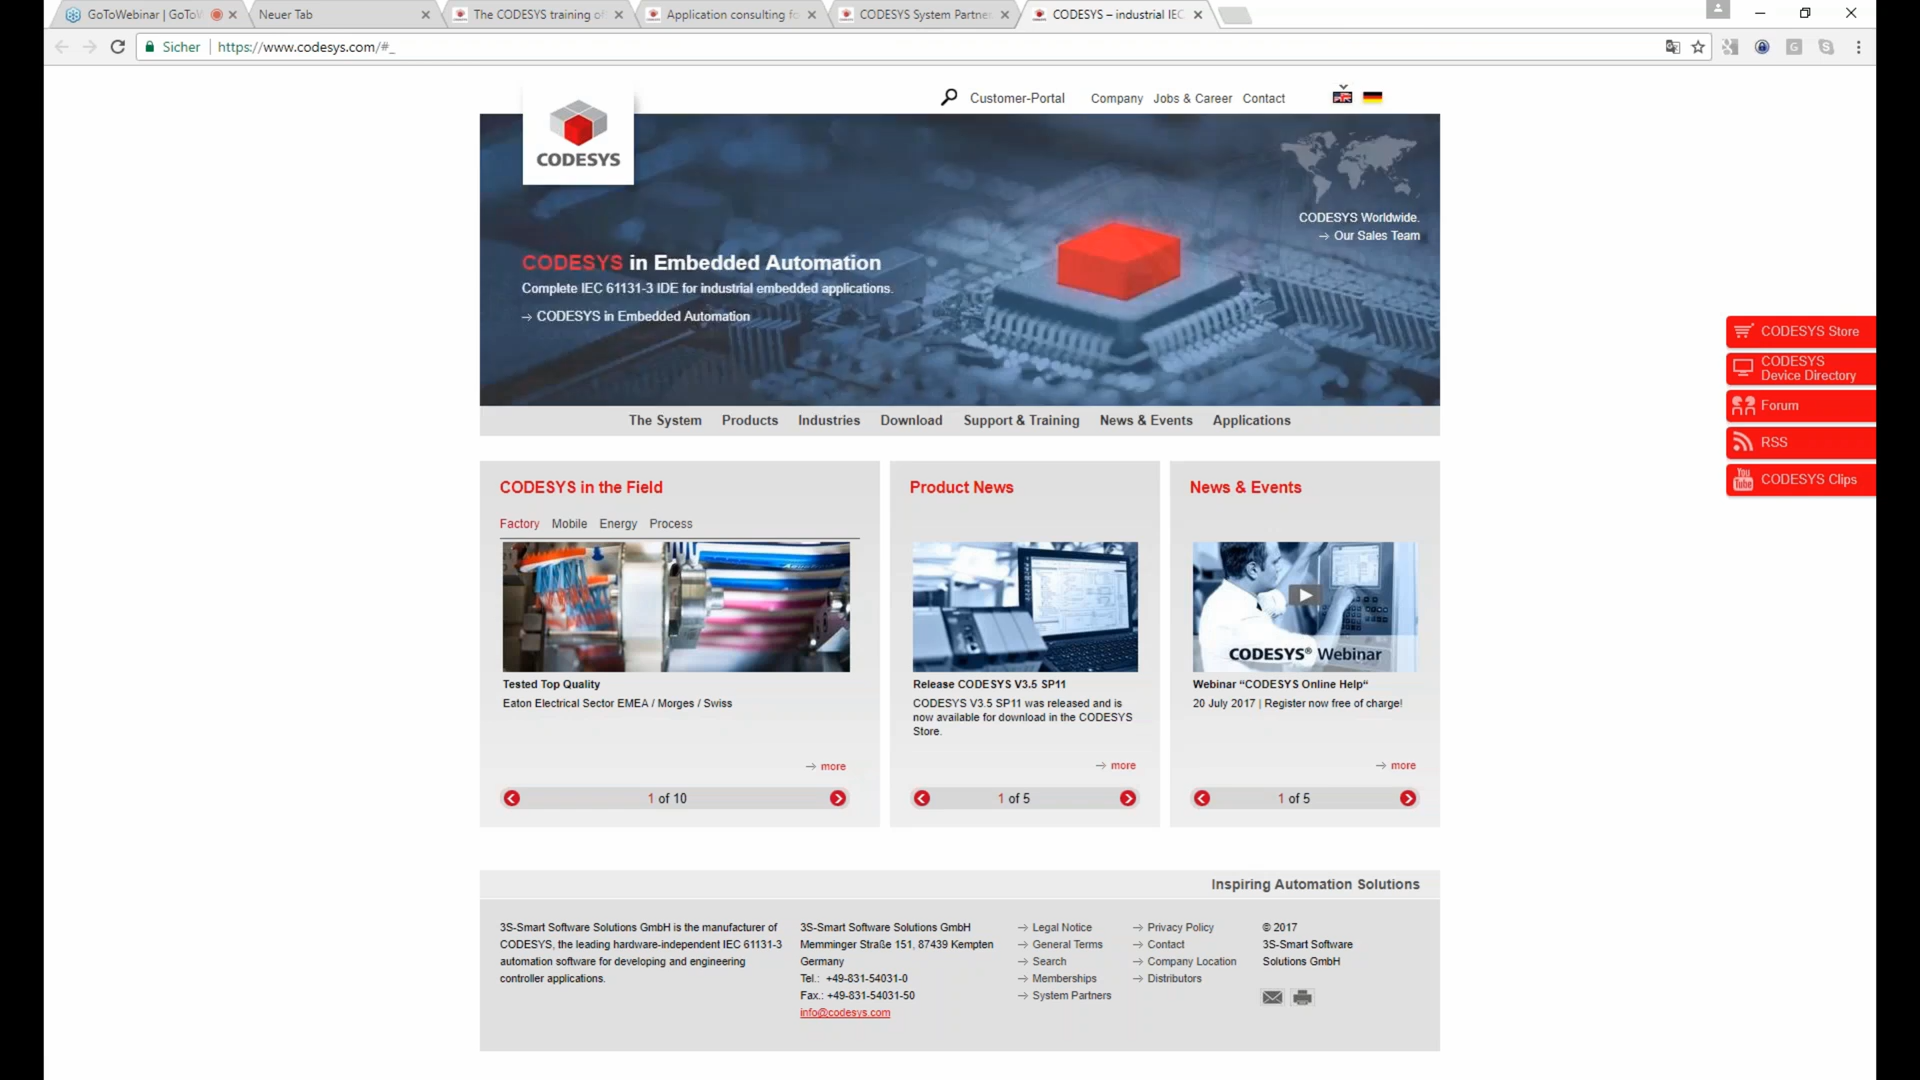 GoToWebinar | GoToW
Neuer Tab
The CODESYS training of
Application consulting fo
CODESYS System Partner
CODESYS – industrial IEC
Sicher
https://www.codesys.com/#_
Customer-Portal
Company
Jobs & Career
Contact
CODESYS
CODESYS Worldwide.
Our Sales Team
CODESYS in Embedded Automation
Complete IEC 61131-3 IDE for industrial embedded applications.
CODESYS in Embedded Automation
CODESYS Store
CODESYS
Device Directory
Forum
RSS
You
Tube
CODESYS Clips
The System
Products
Industries
Download
Support & Training
News & Events
Applications
CODESYS in the Field
Factory
Mobile
Energy
Process
Tested Top Quality
Eaton Electrical Sector EMEA / Morges / Swiss
more
1 of 10
Product News
Release CODESYS V3.5 SP11
CODESYS V3.5 SP11 was released and is
now available for download in the CODESYS
Store.
more
1 of 5
News & Events
CODESYS® Webinar
Webinar “CODESYS Online Help“
20 July 2017 | Register now free of charge!
more
1 of 5
Inspiring Automation Solutions
3S-Smart Software Solutions GmbH is the manufacturer of
CODESYS, the leading hardware-independent IEC 61131-3
automation software for developing and engineering
controller applications.
3S-Smart Software Solutions GmbH
Memminger Straße 151, 87439 Kempten
Germany
Tel.: +49-831-54031-0
Fax.: +49-831-54031-50
info@codesys.com
Legal Notice
General Terms
Search
Memberships
System Partners
Privacy Policy
Contact
Company Location
Distributors
© 2017
3S-Smart Software
Solutions GmbH